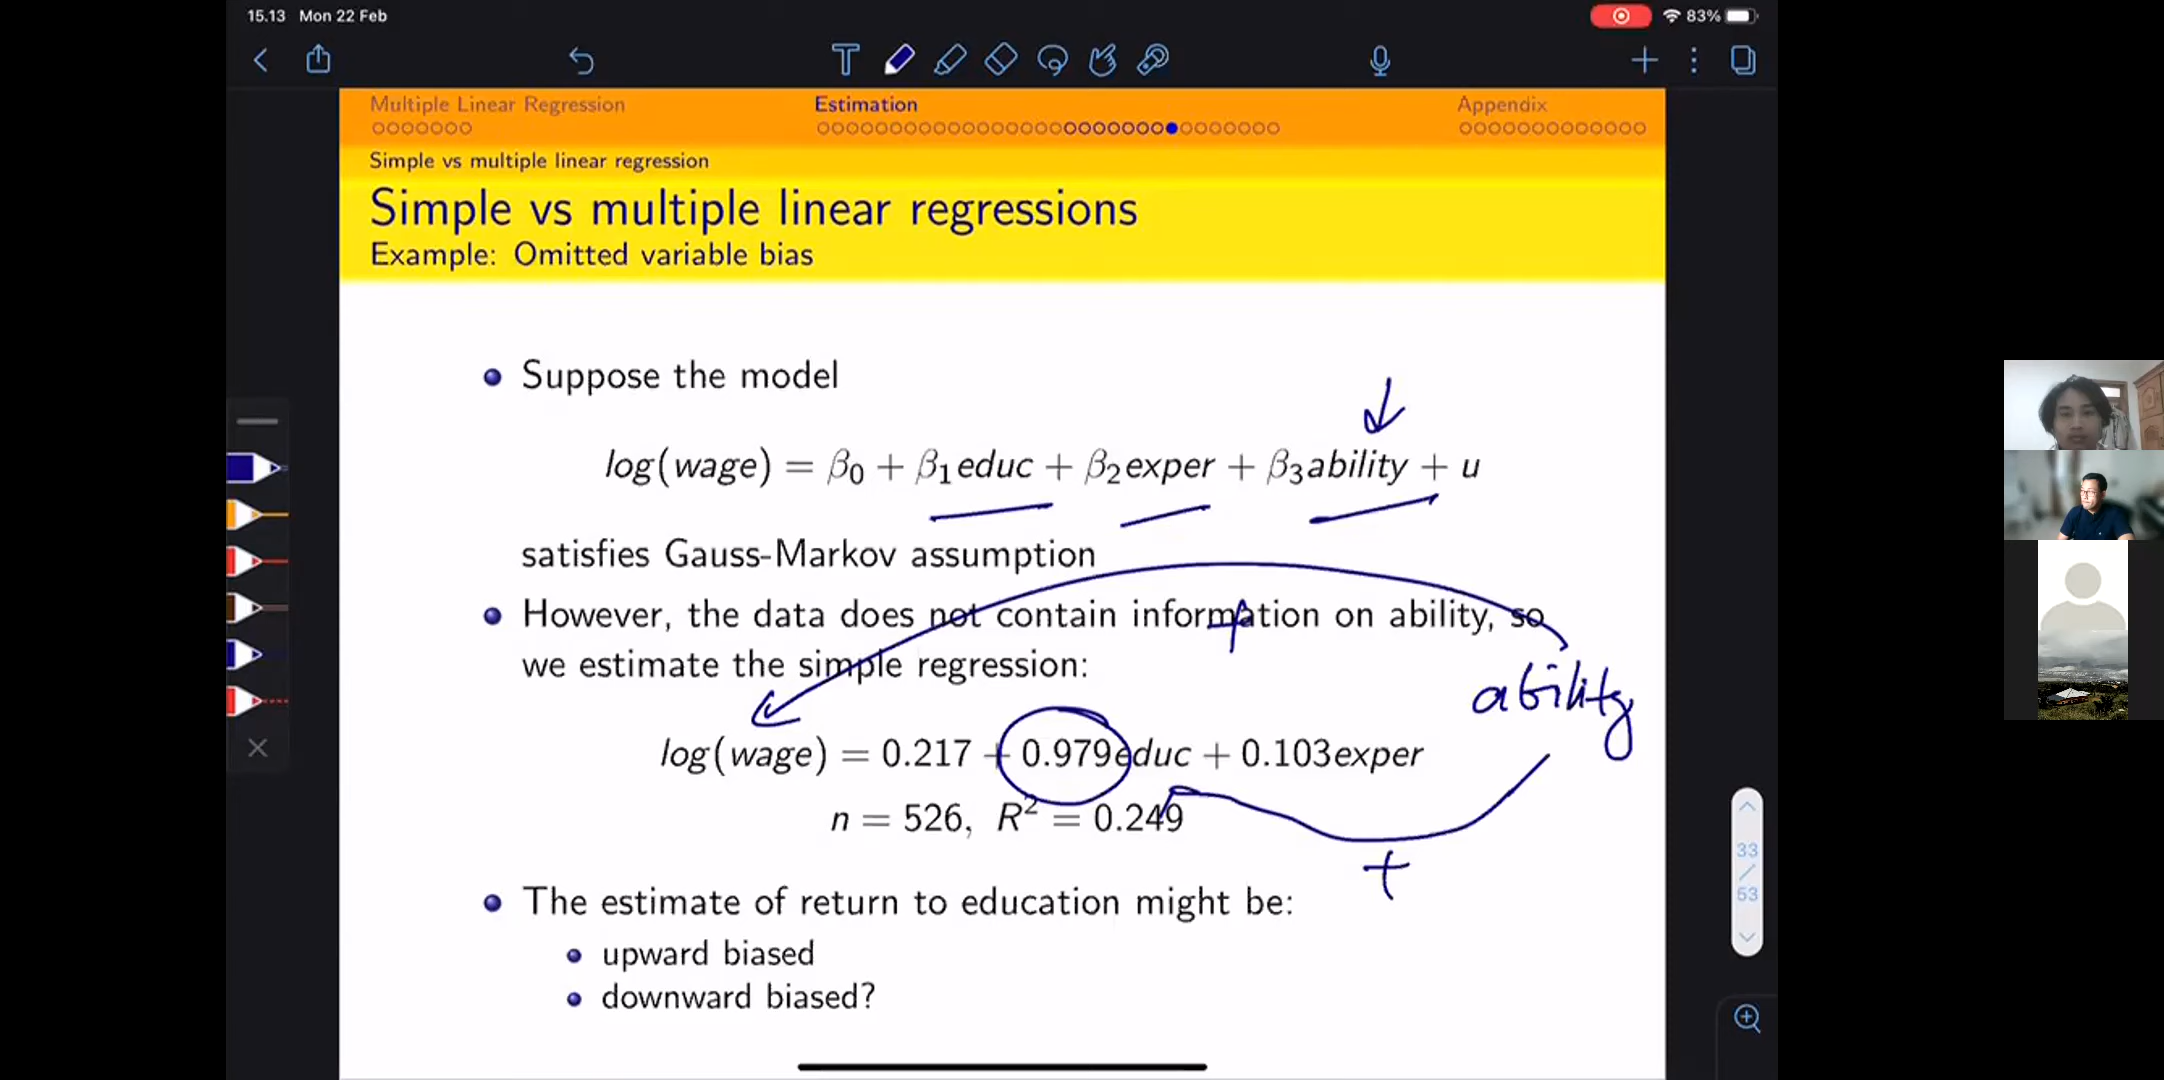 15.13 Mon 22 Feb
83%
Multiple Linear Regression
Estimation
Appendix
Simple vs multiple linear regression
Simple vs multiple linear regressions
Example: Omitted variable bias
Suppose the model
log(wage) = β0 + β1educ + β2exper + β3ability + u
satisfies Gauss-Markov assumption
However, the data does not contain information on ability, so
we estimate the simple regression:
+
ability
log(wage) = 0.217 + 0.979educ + 0.103exper
n = 526, R² = 0.249
+
The estimate of return to education might be:
upward biased
downward biased?
33
/
53